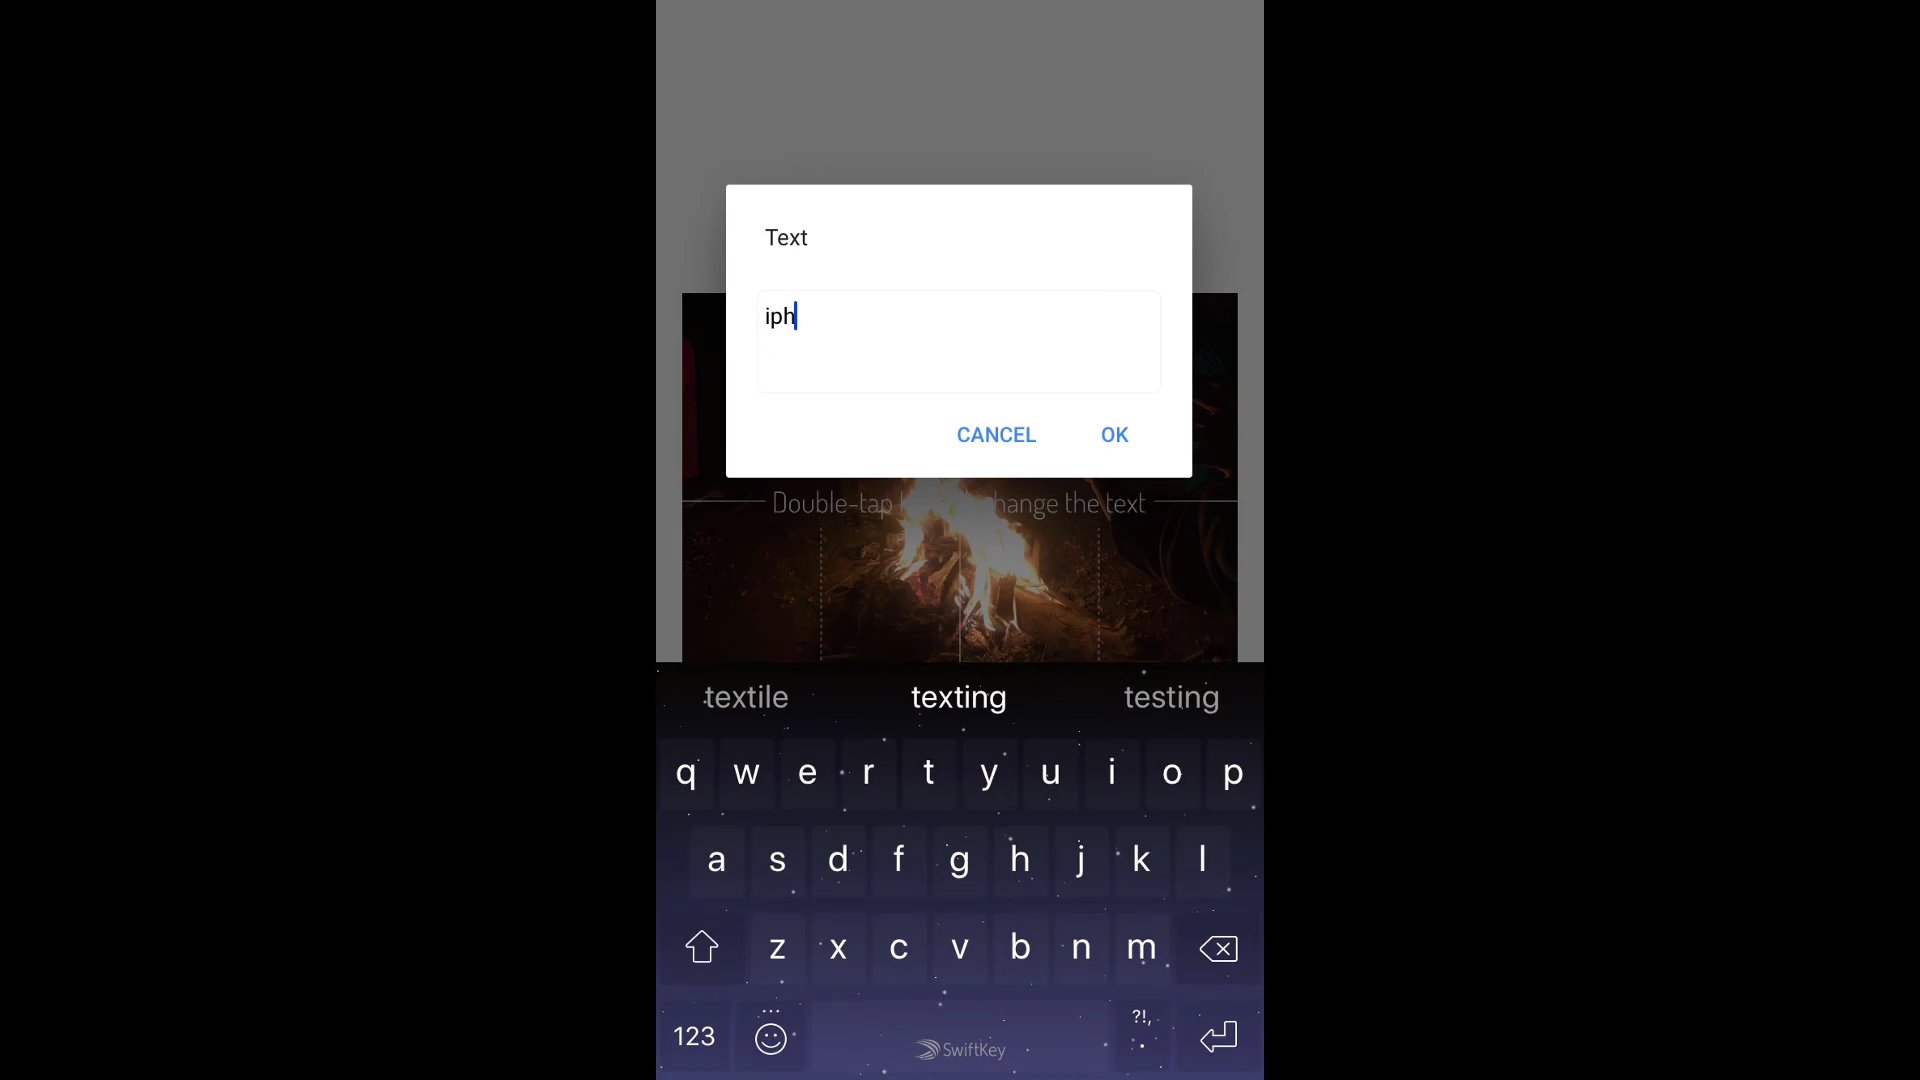 Text
iph
CANCEL OK
Double-tap hange the text
textile texting testing
q w e r t y u i o p
a s d f g h j k l
z x c v b n m
?!,
123 SwiftKey .